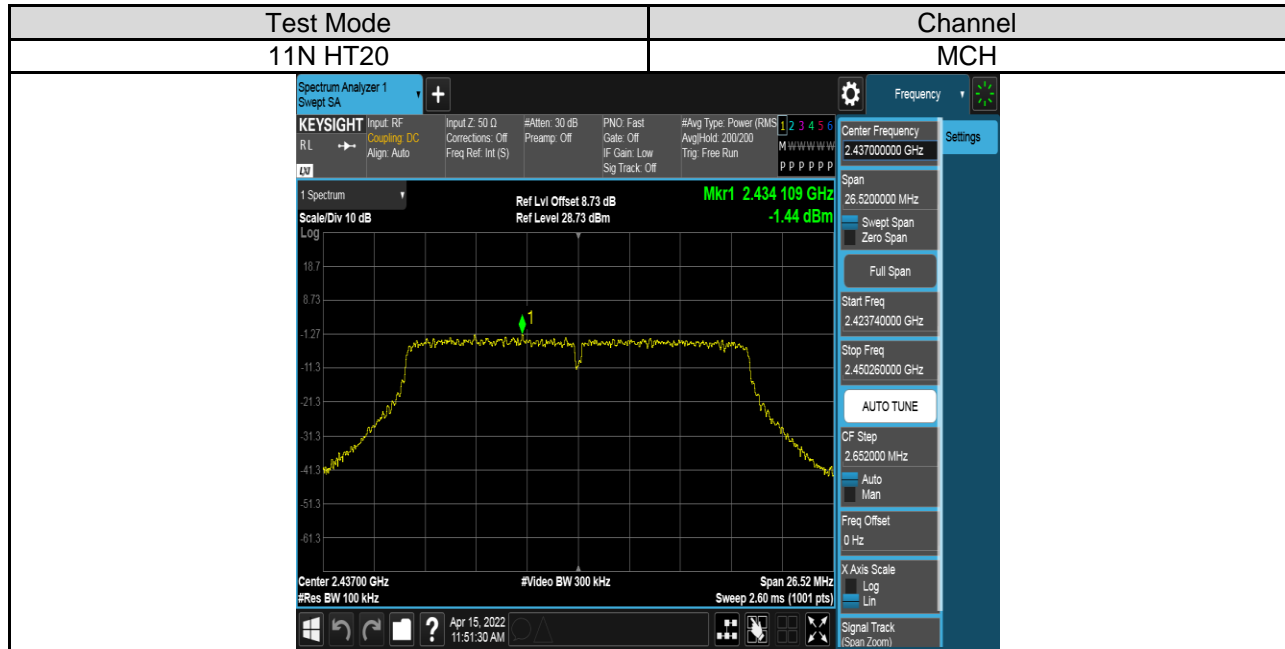 Test Mode Channel
11N HT20 MCH
Spectrum Analyzer 1
Swept SA
+
Frequency
KEYSIGHT
RL
LXI
Input: RF
Coupling: DC
Align: Auto
Input Z: 50 Ω
Corrections: Off
Freq Ref: Int (S)
#Atten: 30 dB
Preamp: Off
PNO: Fast
Gate: Off
IF Gain: Low
Sig Track: Off
#Avg Type: Power (RMS
Avg|Hold: 200/200
Trig: Free Run
1 2 3 4 5 6
M W W W W W
P P P P P P
Center Frequency
2.437000000 GHz
Settings
1 Spectrum
Scale/Div 10 dB
Log
Ref Lvl Offset 8.73 dB
Ref Level 28.73 dBm
Mkr1 2.434 109 GHz
-1.44 dBm
18.7
8.73
-1.27
-11.3
-21.3
-31.3
-41.3
-51.3
-61.3
1
Center 2.43700 GHz
#Res BW 100 kHz
#Video BW 300 kHz
Span 26.52 MHz
Sweep 2.60 ms (1001 pts)
Span
26.5200000 MHz
Swept Span
Zero Span
Full Span
Start Freq
2.423740000 GHz
Stop Freq
2.450260000 GHz
AUTO TUNE
CF Step
2.652000 MHz
Auto
Man
Freq Offset
0 Hz
X Axis Scale
Log
Lin
Signal Track
(Span Zoom)
?
Apr 15, 2022
11:51:30 AM